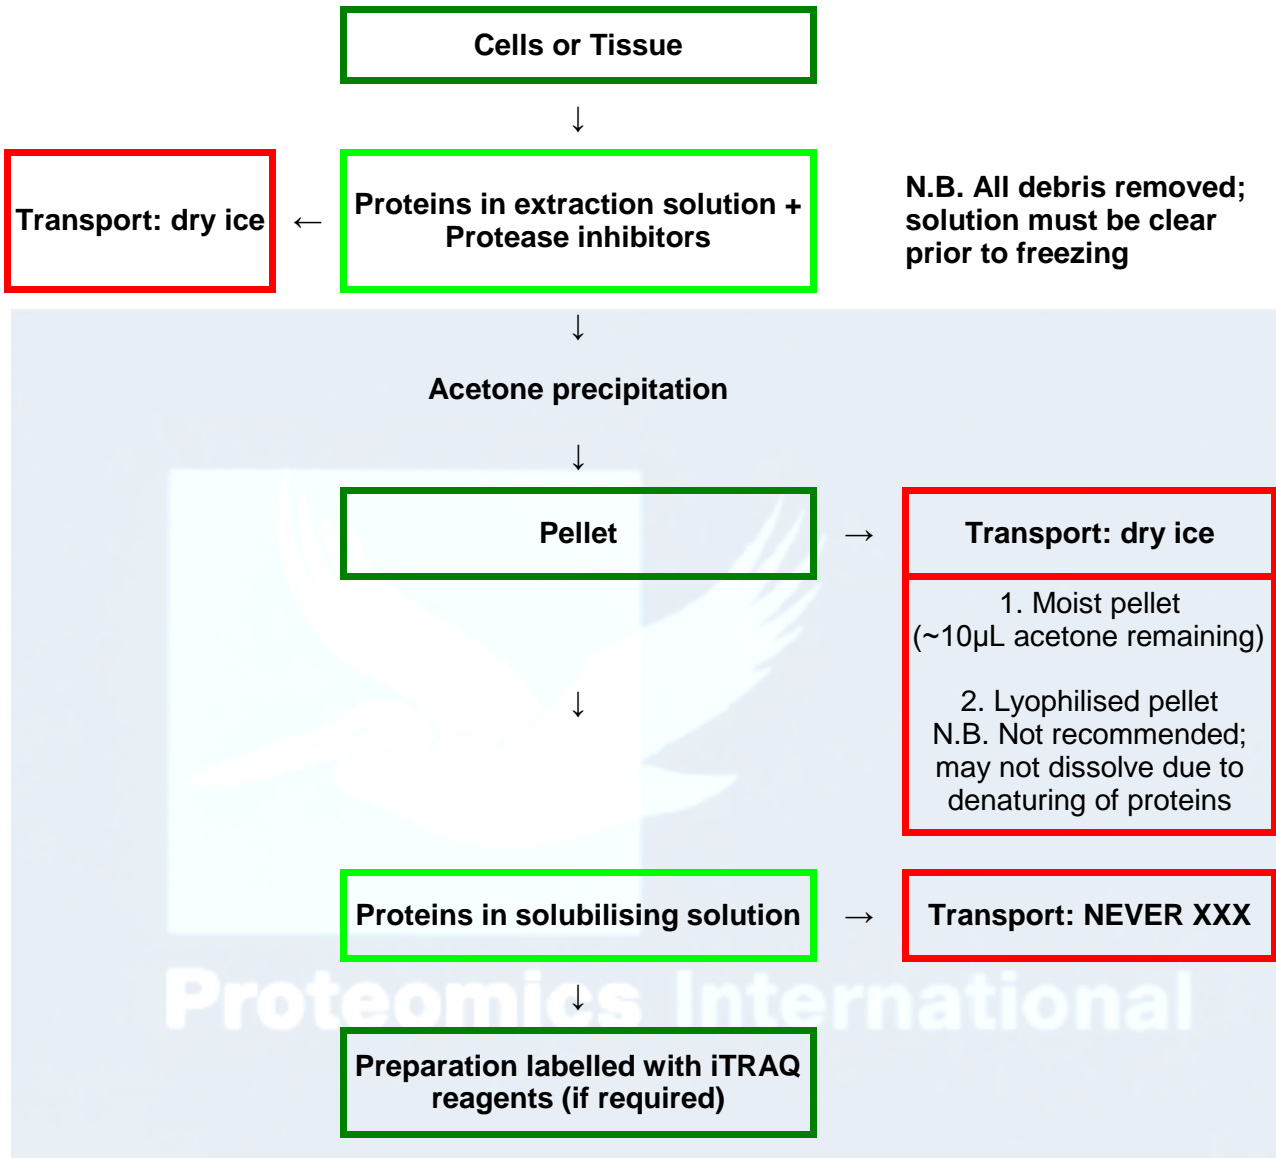 Cells or Tissue
↓
Transport: dry ice
←
Proteins in extraction solution +
Protease inhibitors
N.B. All debris removed;
solution must be clear
prior to freezing
↓
Acetone precipitation
↓
Pellet
→
Transport: dry ice
1. Moist pellet
(~10µL acetone remaining)
2. Lyophilised pellet
N.B. Not recommended;
may not dissolve due to
denaturing of proteins
↓
Proteins in solubilising solution
→
Transport: NEVER XXX
Proteomics International
↓
Preparation labelled with iTRAQ
reagents (if required)